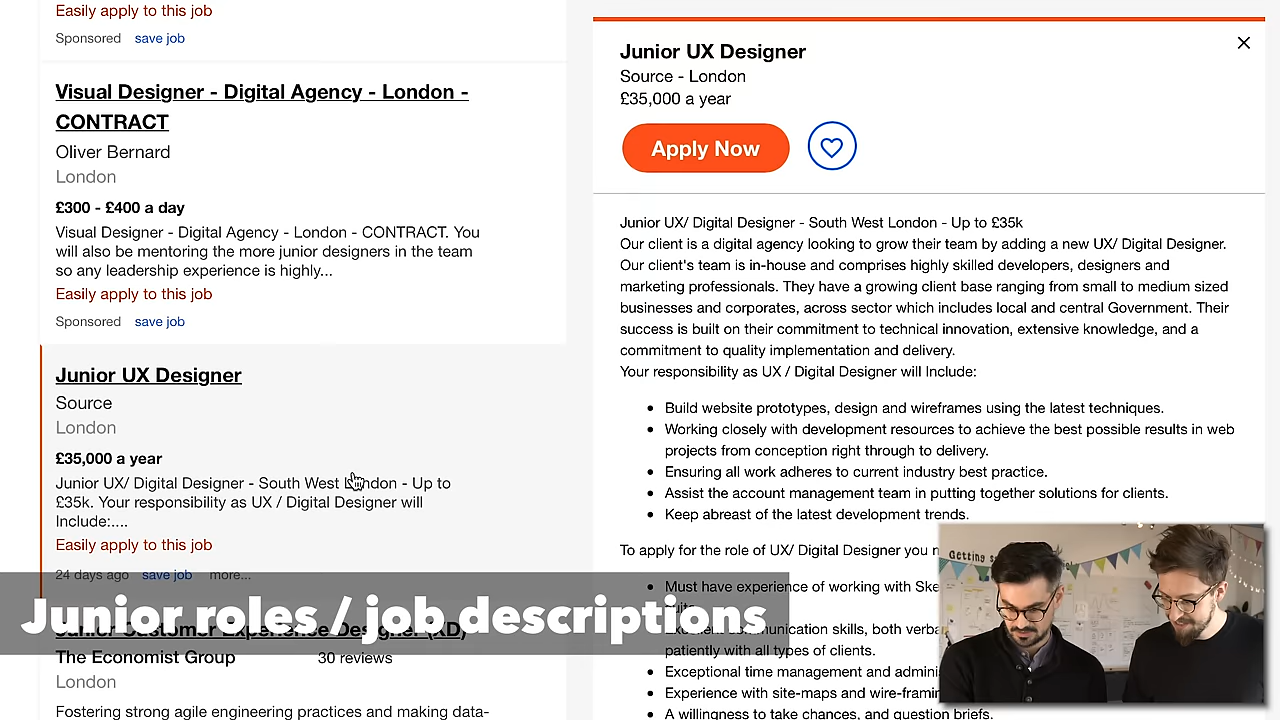 Easily apply to this job
Sponsored save job
Visual Designer - Digital Agency - London -
CONTRACT
Oliver Bernard
London
£300 - £400 a day
Visual Designer - Digital Agency - London - CONTRACT. You
will also be mentoring the more junior designers in the team
so any leadership experience is highly...
Easily apply to this job
Sponsored save job
Junior UX Designer
Source
London
£35,000 a year
Junior UX/ Digital Designer - South West London - Up to
£35k. Your responsibility as UX / Digital Designer will
Include:....
Easily apply to this job
24 days ago save job more...
Junior Customer Experience Designer (XD)
The Economist Group 30 reviews
London
Fostering strong agile engineering practices and making data-
Junior roles / job descriptions
Junior UX Designer
Source - London
£35,000 a year
Apply Now
Junior UX/ Digital Designer - South West London - Up to £35k
Our client is a digital agency looking to grow their team by adding a new UX/ Digital Designer.
Our client's team is in-house and comprises highly skilled developers, designers and
marketing professionals. They have a growing client base ranging from small to medium sized
businesses and corporates, across sector which includes local and central Government. Their
success is built on their commitment to technical innovation, extensive knowledge, and a
commitment to quality implementation and delivery.
Your responsibility as UX / Digital Designer will Include:
Build website prototypes, design and wireframes using the latest techniques.
Working closely with development resources to achieve the best possible results in web
projects from conception right through to delivery.
Ensuring all work adheres to current industry best practice.
Assist the account management team in putting together solutions for clients.
Keep abreast of the latest development trends.
To apply for the role of UX/ Digital Designer you
Must have experience of working with Ske
suite
Excellent communication skills, both verba
patiently with all types of clients.
Exceptional time management and adminis
Experience with site-maps and wire-framin
A willingness to take chances, and question briefs.
Getting